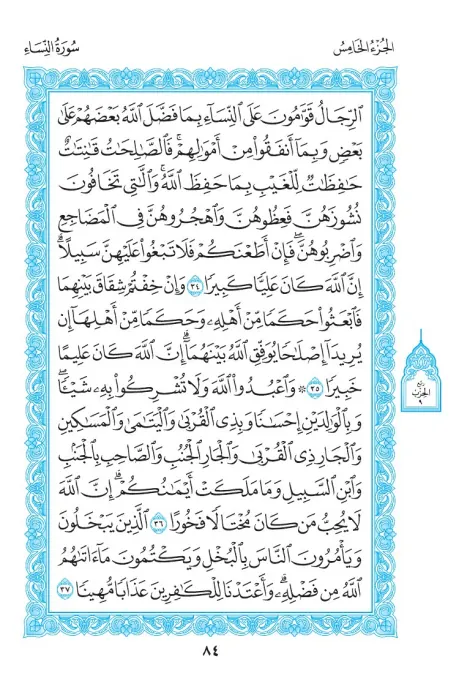 الجُزْءُ الخَامِسُ
سُورَةُ النِّسَاءِ
ٱلرِّجَالُ قَوَّٰمُونَ عَلَى ٱلنِّسَآءِ بِمَا فَضَّلَ ٱللَّهُ بَعۡضَهُمۡ عَلَىٰ
بَعۡضٖ وَبِمَآ أَنفَقُواْ مِنۡ أَمۡوَٰلِهِمۡۚ فَٱلصَّٰلِحَٰتُ قَٰنِتَٰتٌ
حَٰفِظَٰتٞ لِّلۡغَيۡبِ بِمَا حَفِظَ ٱللَّهُۚ وَٱلَّٰتِي تَخَافُونَ
نُشُوزَهُنَّ فَعِظُوهُنَّ وَٱهۡجُرُوهُنَّ فِي ٱلۡمَضَاجِعِ
وَٱضۡرِبُوهُنَّۖ فَإِنۡ أَطَعۡنَكُمۡ فَلَا تَبۡغُواْ عَلَيۡهِنَّ سَبِيلًاۗ
إِنَّ ٱللَّهَ كَانَ عَلِيّٗا كَبِيرٗا ٣٤ وَإِنۡ خِفۡتُمۡ شِقَاقَ بَيۡنِهِمَا
فَٱبۡعَثُواْ حَكَمٗا مِّنۡ أَهۡلِهِۦ وَحَكَمٗا مِّنۡ أَهۡلِهَآ إِن
يُرِيدَآ إِصۡلَٰحٗا يُوَفِّقِ ٱللَّهُ بَيۡنَهُمَآۗ إِنَّ ٱللَّهَ كَانَ عَلِيمًا
خَبِيرٗا ٣٥ ۞ وَٱعۡبُدُواْ ٱللَّهَ وَلَا تُشۡرِكُواْ بِهِۦ شَيۡـٔٗاۖ
وَبِٱلۡوَٰلِدَيۡنِ إِحۡسَٰنٗا وَبِذِي ٱلۡقُرۡبَىٰ وَٱلۡيَتَٰمَىٰ وَٱلۡمَسَٰكِينِ
وَٱلۡجَارِ ذِي ٱلۡقُرۡبَىٰ وَٱلۡجَارِ ٱلۡجُنُبِ وَٱلصَّاحِبِ بِٱلۡجَنۢبِ
وَٱبۡنِ ٱلسَّبِيلِ وَمَا مَلَكَتۡ أَيۡمَٰنُكُمۡۗ إِنَّ ٱللَّهَ
لَا يُحِبُّ مَن كَانَ مُخۡتَالٗا فَخُورًا ٣٦ ٱلَّذِينَ يَبۡخَلُونَ
وَيَأۡمُرُونَ ٱلنَّاسَ بِٱلۡبُخۡلِ وَيَكۡتُمُونَ مَآ ءَاتَىٰهُمُ
ٱللَّهُ مِن فَضۡلِهِۦۗ وَأَعۡتَدۡنَا لِلۡكَٰفِرِينَ عَذَابٗا مُّهِينٗا ٣٧
ربع
الحزب
٩
٨٤